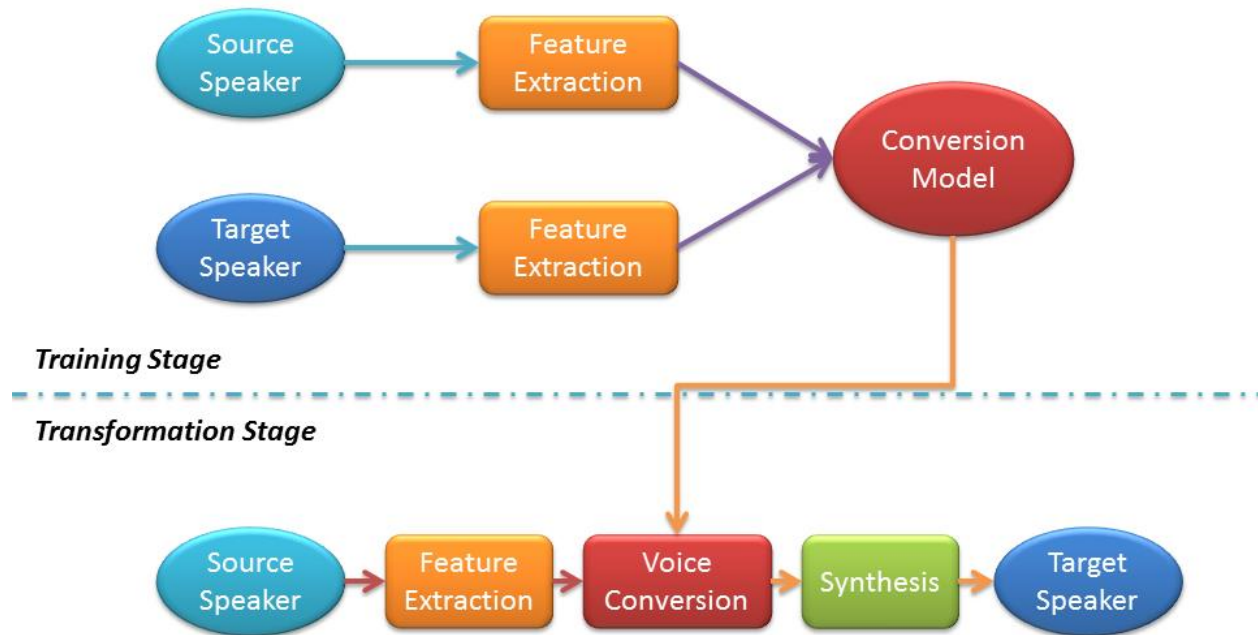 Source
Speaker
Feature
Extraction
Conversion
Model
Target
Speaker
Feature
Extraction
Training Stage
Transformation Stage
Source
Speaker
Feature
Extraction
Voice
Conversion
Synthesis
Target
Speaker